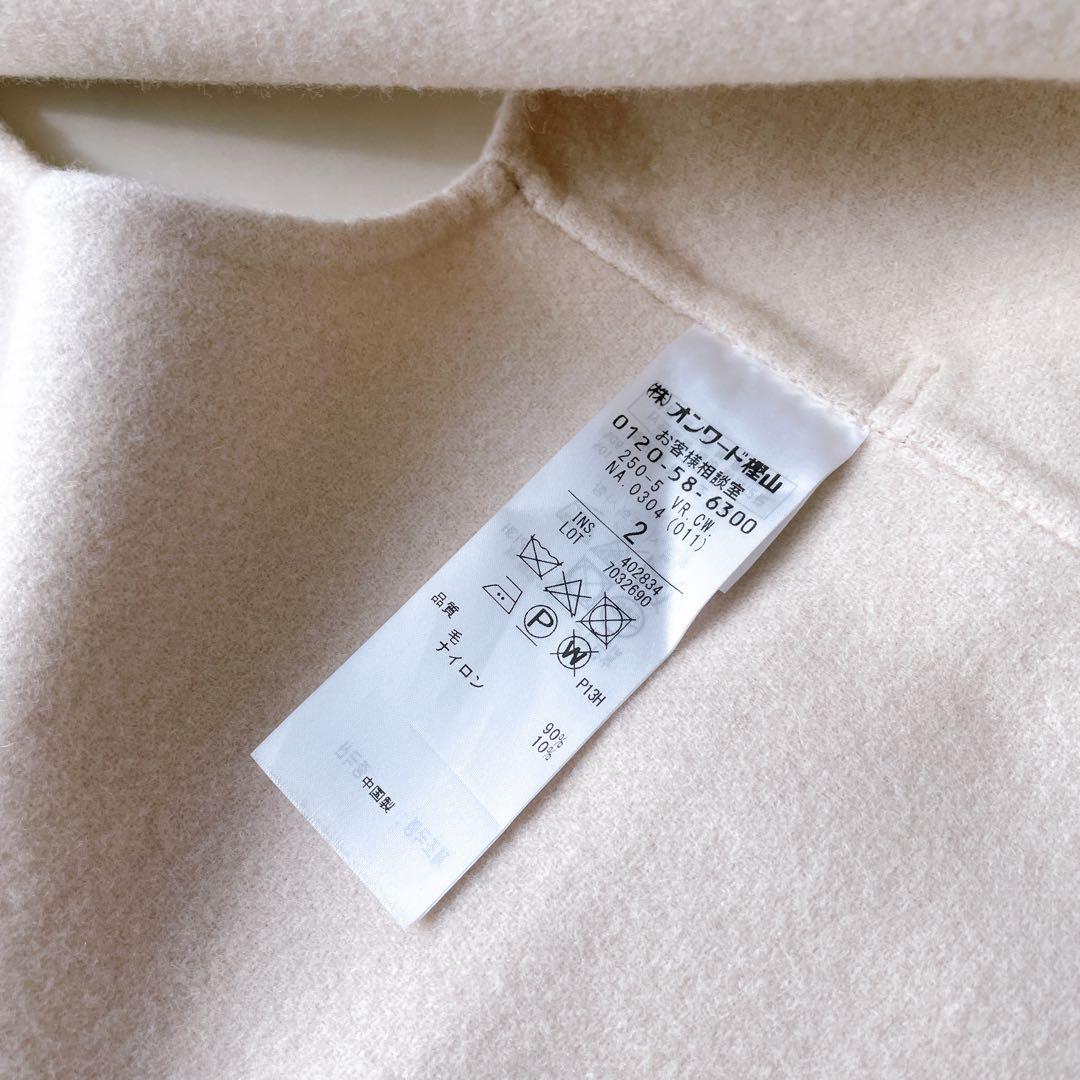 (株)オンワード樫山
お客様相談室
0120-58-6300
250-5 VR.CW.
NA.0304 (011)
2
INS. 402834
LOT 7032690
P
W
P13H
品質 毛 90%
ナイロン 10%
中国製